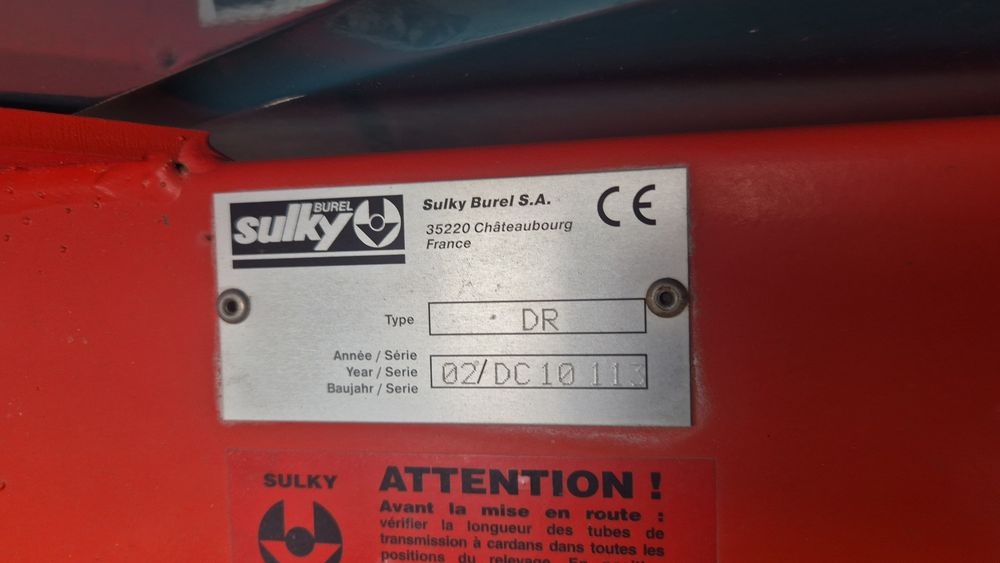 BUREL
sulky
Sulky Burel S.A.
35220 Châteaubourg
France
CE
Type
DR
Année / Série
Year / Serie
Baujahr / Serie
02/DC 10 113
SULKY
ATTENTION !
Avant la mise en route :
vérifier la longueur des tubes de
transmission à cardans dans toutes les
positions du relevage. En